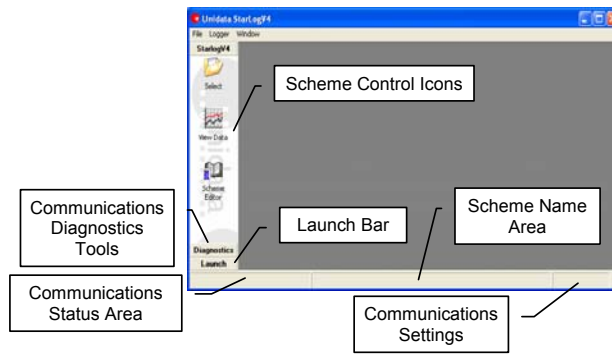 Unidata StarLogV4
File Logger Window
StarlogV4
Select
View Data
Scheme
Editor
Diagnostics
Launch
Scheme Control Icons
Communications
Diagnostics
Tools
Launch Bar
Scheme Name
Area
Communications
Status Area
Communications
Settings